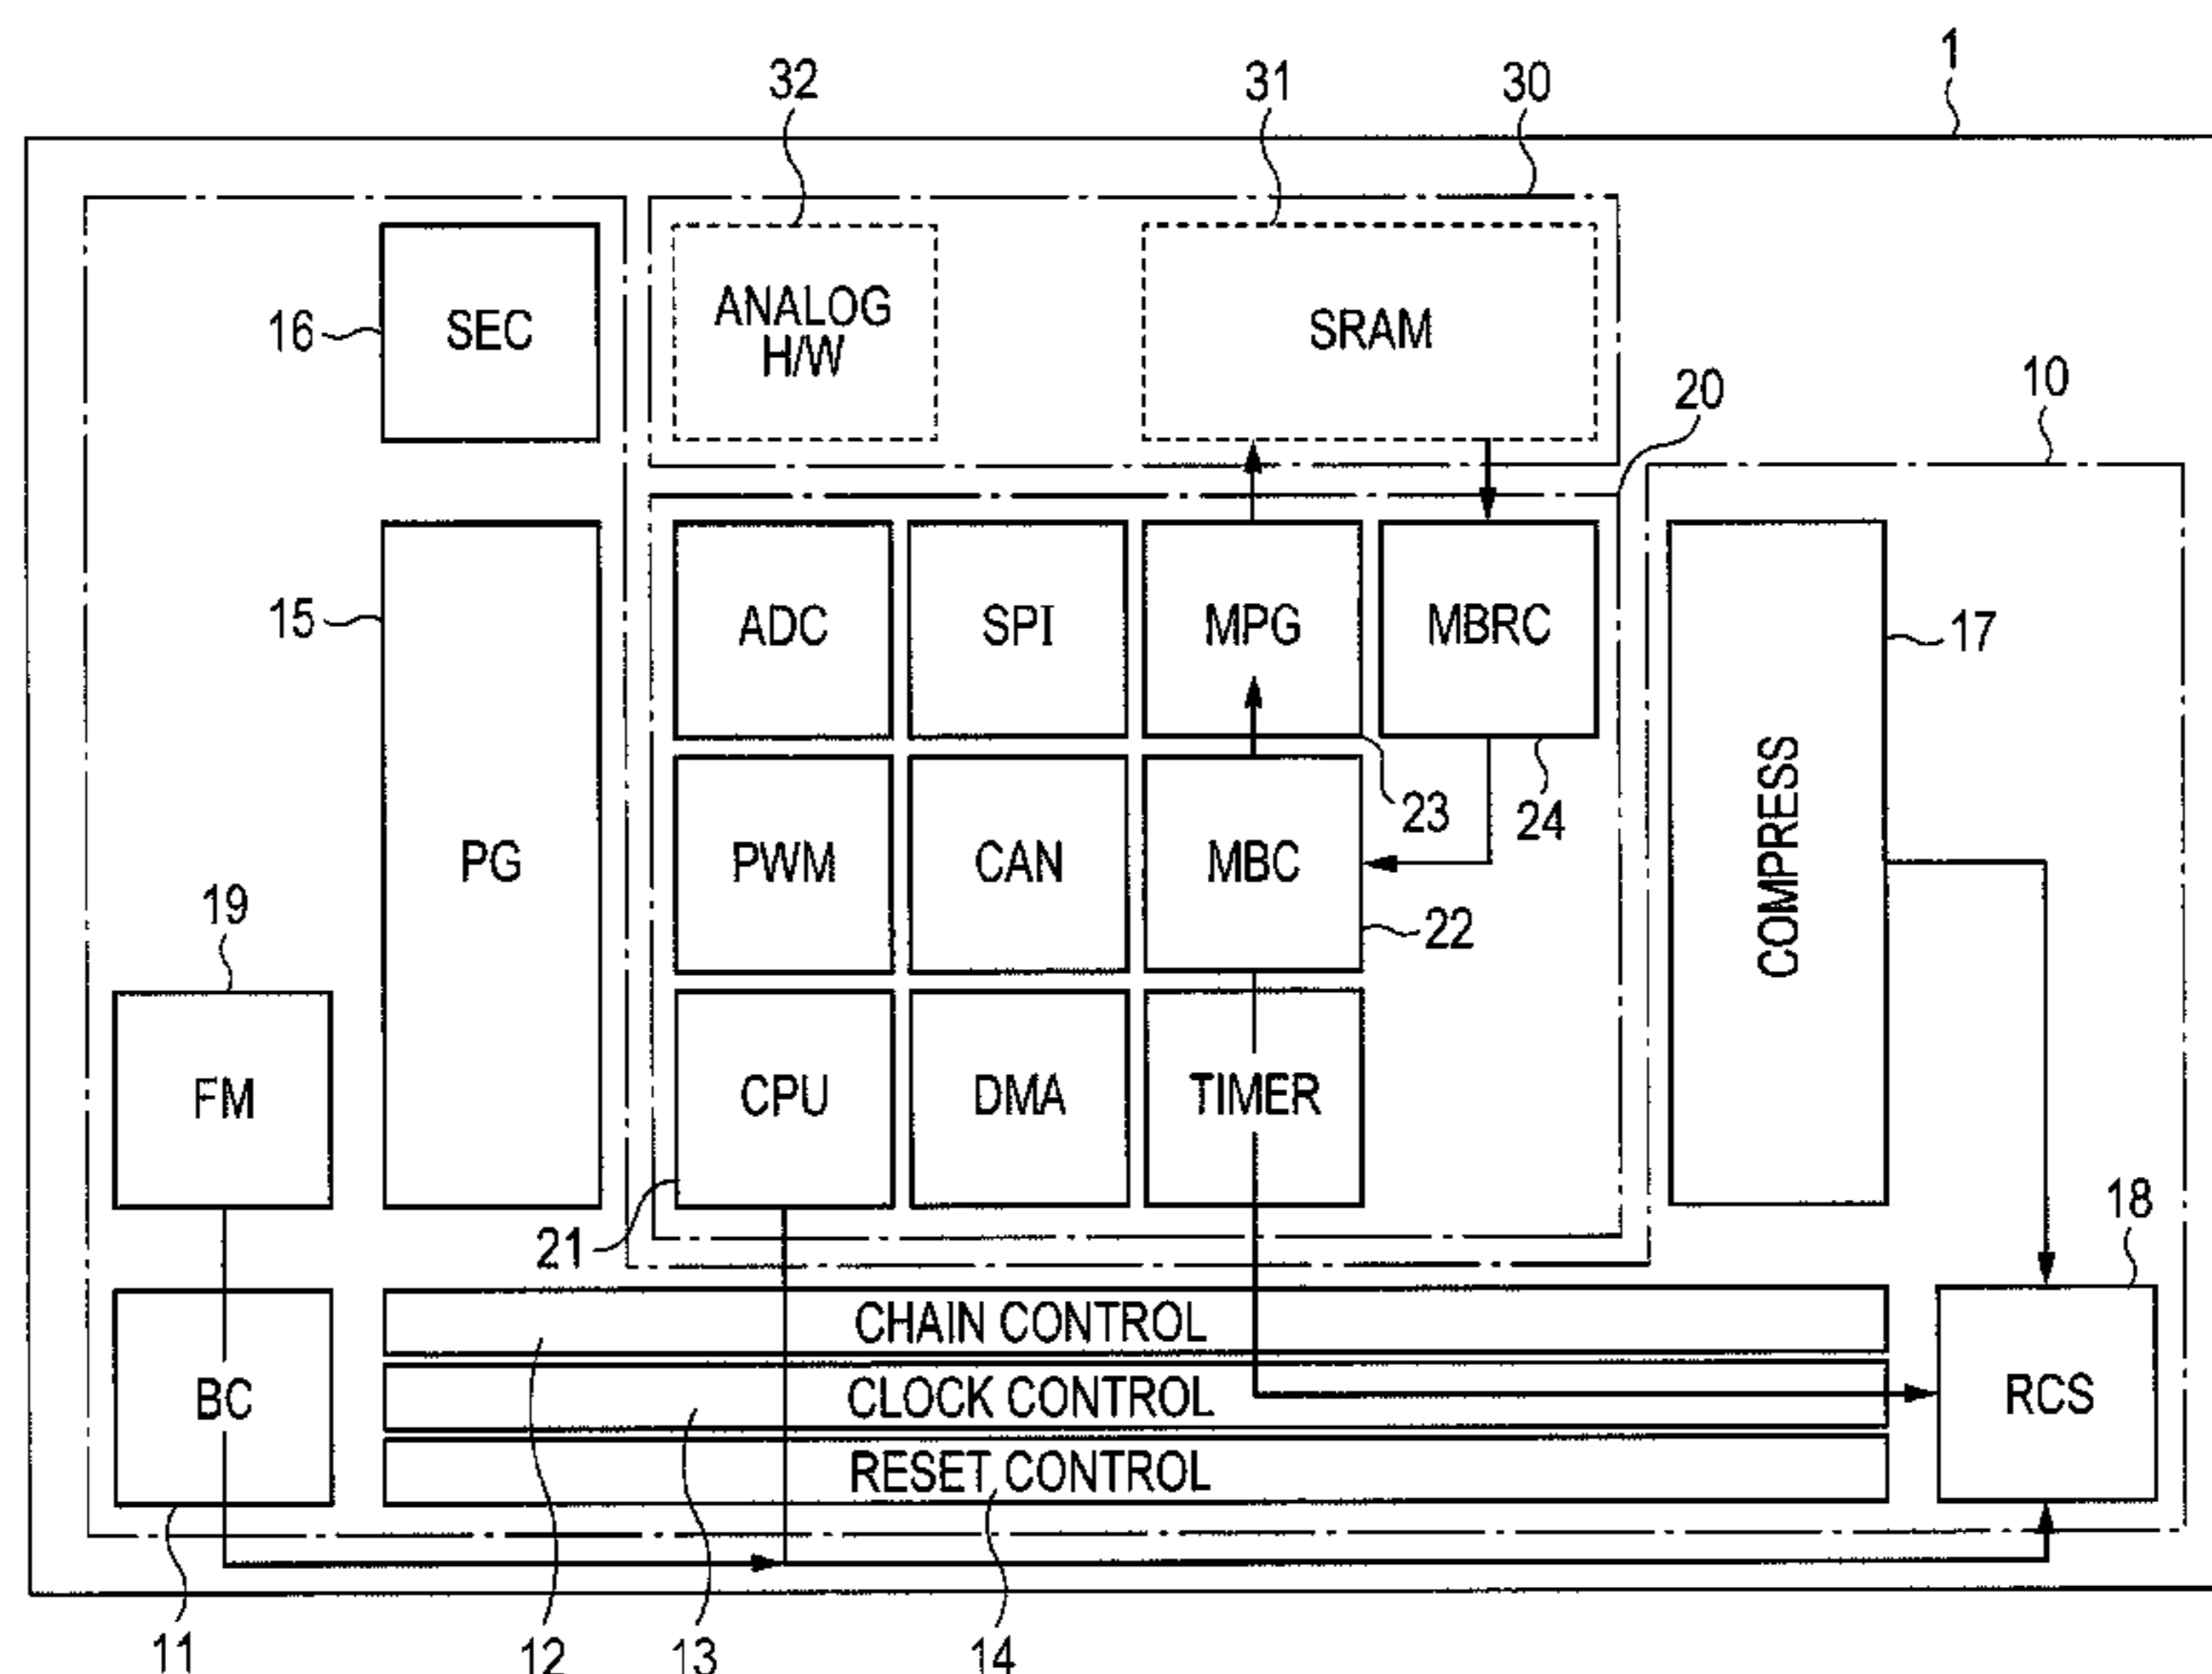 1
32
31
30
16
SEC
ANALOG
H/W
SRAM
20
10
15
ADC
SPI
MPG
MBRC
17
23
24
PG
PWM
CAN
MBC
22
COMPRESS
19
FM
CPU
DMA
TIMER
21
18
BC
CHAIN CONTROL
CLOCK CONTROL
RESET CONTROL
RCS
11
12
13
14